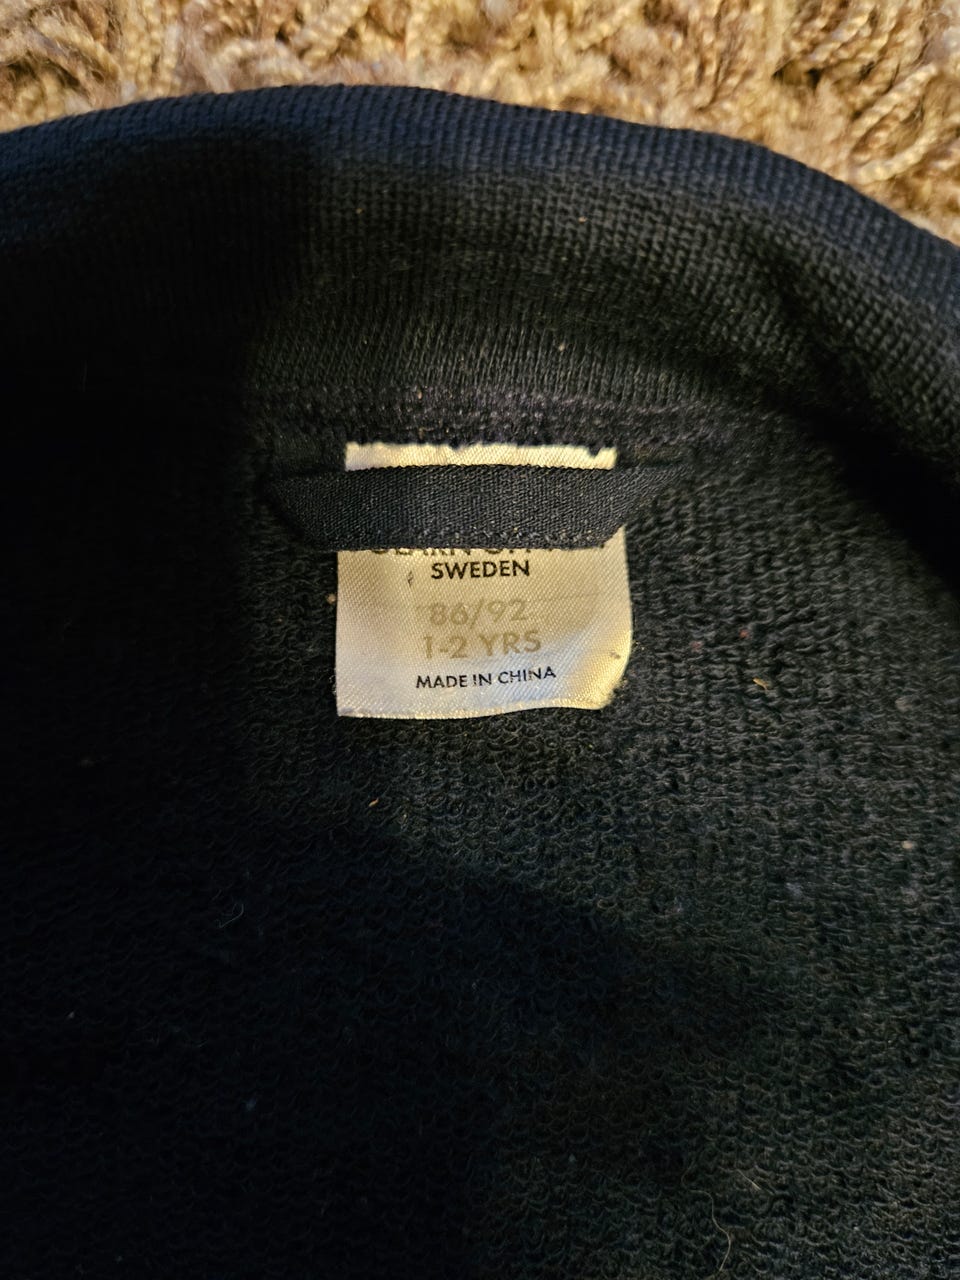 SWEDEN
86/92
1-2 YRS
MADE IN CHINA